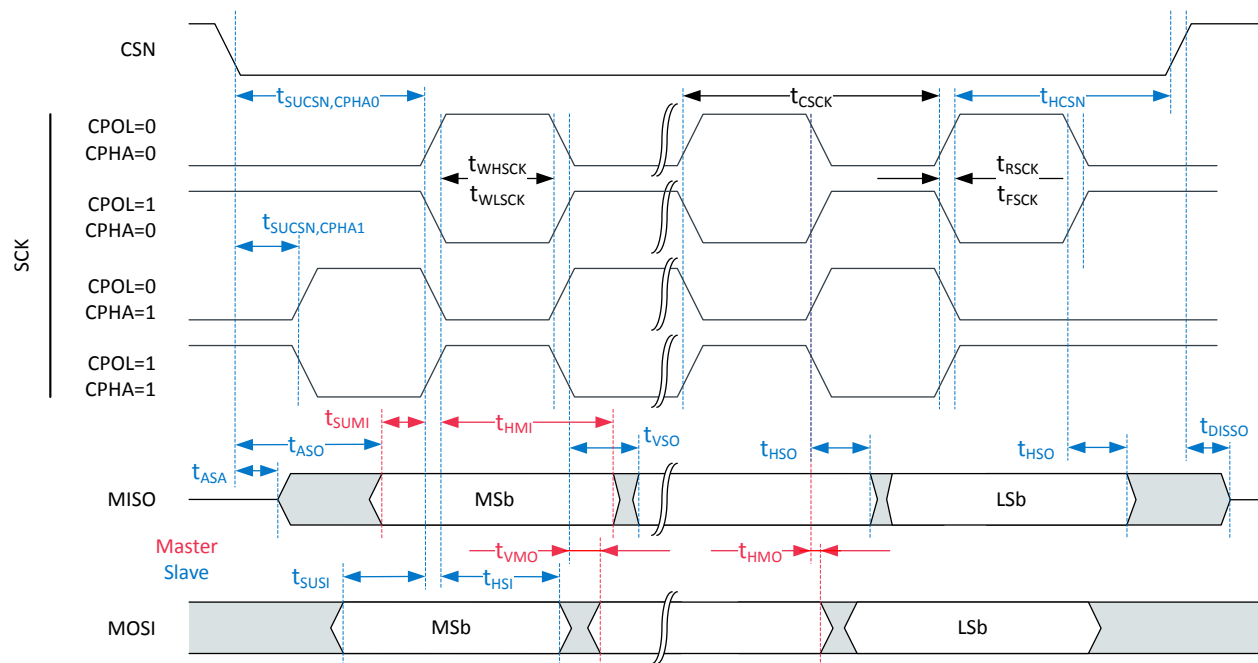 CSN
tSUCSN,CPHA0
tCSCK
tHCSN
SCK
CPOL=0
CPHA=0
tWHSCK
tWLSCK
tRSCK
tFSCK
CPOL=1
CPHA=0
tSUCSN,CPHA1
CPOL=0
CPHA=1
CPOL=1
CPHA=1
tSUMI
tHMI
tASO
tVSO
tHSO
tHSO
tDISSO
tASA
MISO
MSb
LSb
Master
Slave
tVMO
tHMO
tSUSI
tHSI
MOSI
MSb
LSb